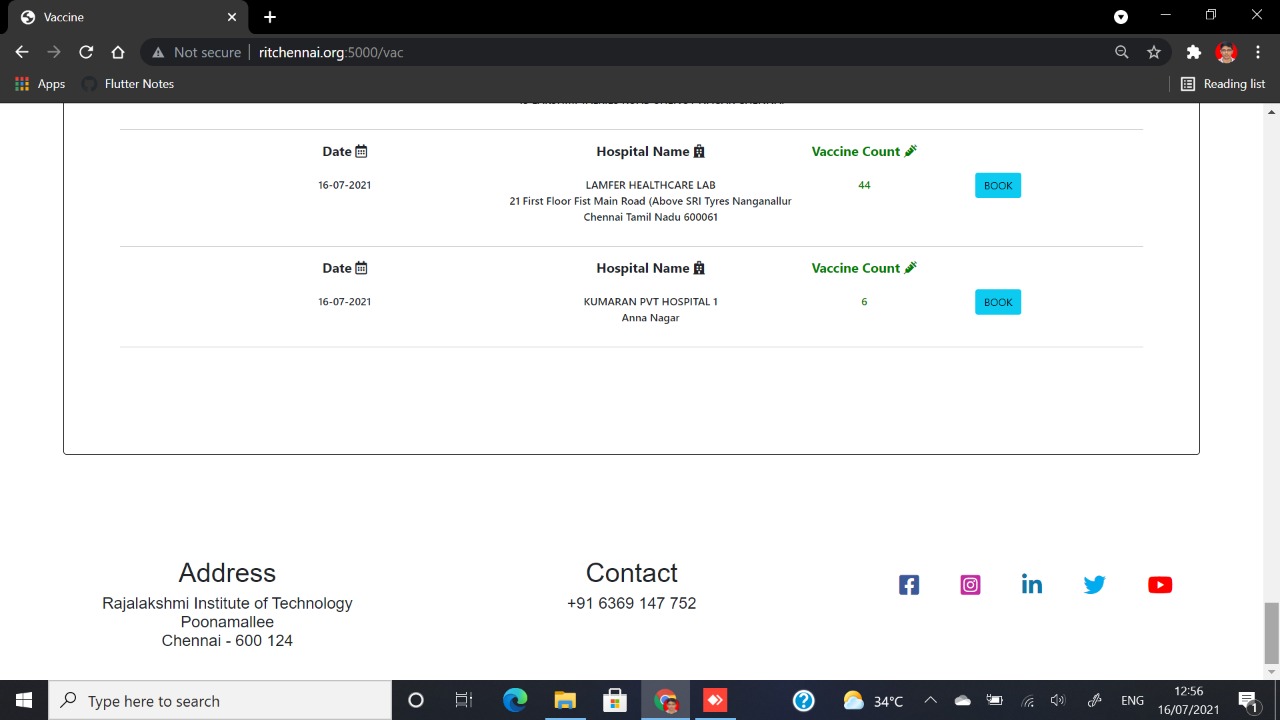 Vaccine
Not secure
ritchennai.org:5000/vac
Apps
Flutter Notes
Reading list
Date
Hospital Name
Vaccine Count
16-07-2021
LAMFER HEALTHCARE LAB
44
BOOK
21 First Floor Fist Main Road (Above SRI Tyres Nanganallur
Chennai Tamil Nadu 600061
Date
Hospital Name
Vaccine Count
16-07-2021
KUMARAN PVT HOSPITAL 1
6
BOOK
Anna Nagar
Address
Rajalakshmi Institute of Technology
Poonamallee
Chennai - 600 124
Contact
+91 6369 147 752
Type here to search
34°C
ENG
12:56
16/07/2021
1